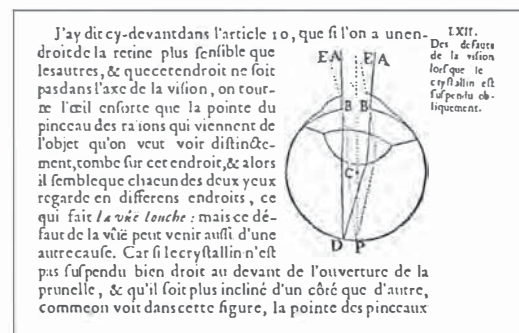 J'ay dit cy-devant dans l'article 10, que si l'on a un en-
droit de la retine plus sensible que
les autres, & que cet endroit ne soit
pas dans l'axe de la vision, on tour-
ne l'œil ensorte que la pointe du
pinceau des raïons qui viennent de
l'objet qu'on veut voir distincte-
ment, tombe sur cet endroit, & alors
il semble que chacun des deux yeux
regarde en differens endroits, ce
qui fait la vûë louche : mais ce dé-
faut de la vûë peut venir aussi d'une
autre cause. Car si le crystallin n'est
pas suspendu bien droit au devant de l'ouverture de la
prunelle, & qu'il soit plus incliné d'un côté que d'autre,
comme on voit dans cette figure, la pointe des pinceaux
LXII.
Des defauts
de la vision
lorsque le
crystallin est
suspendu ob-
liquement.
E A E A
B B
C
D P